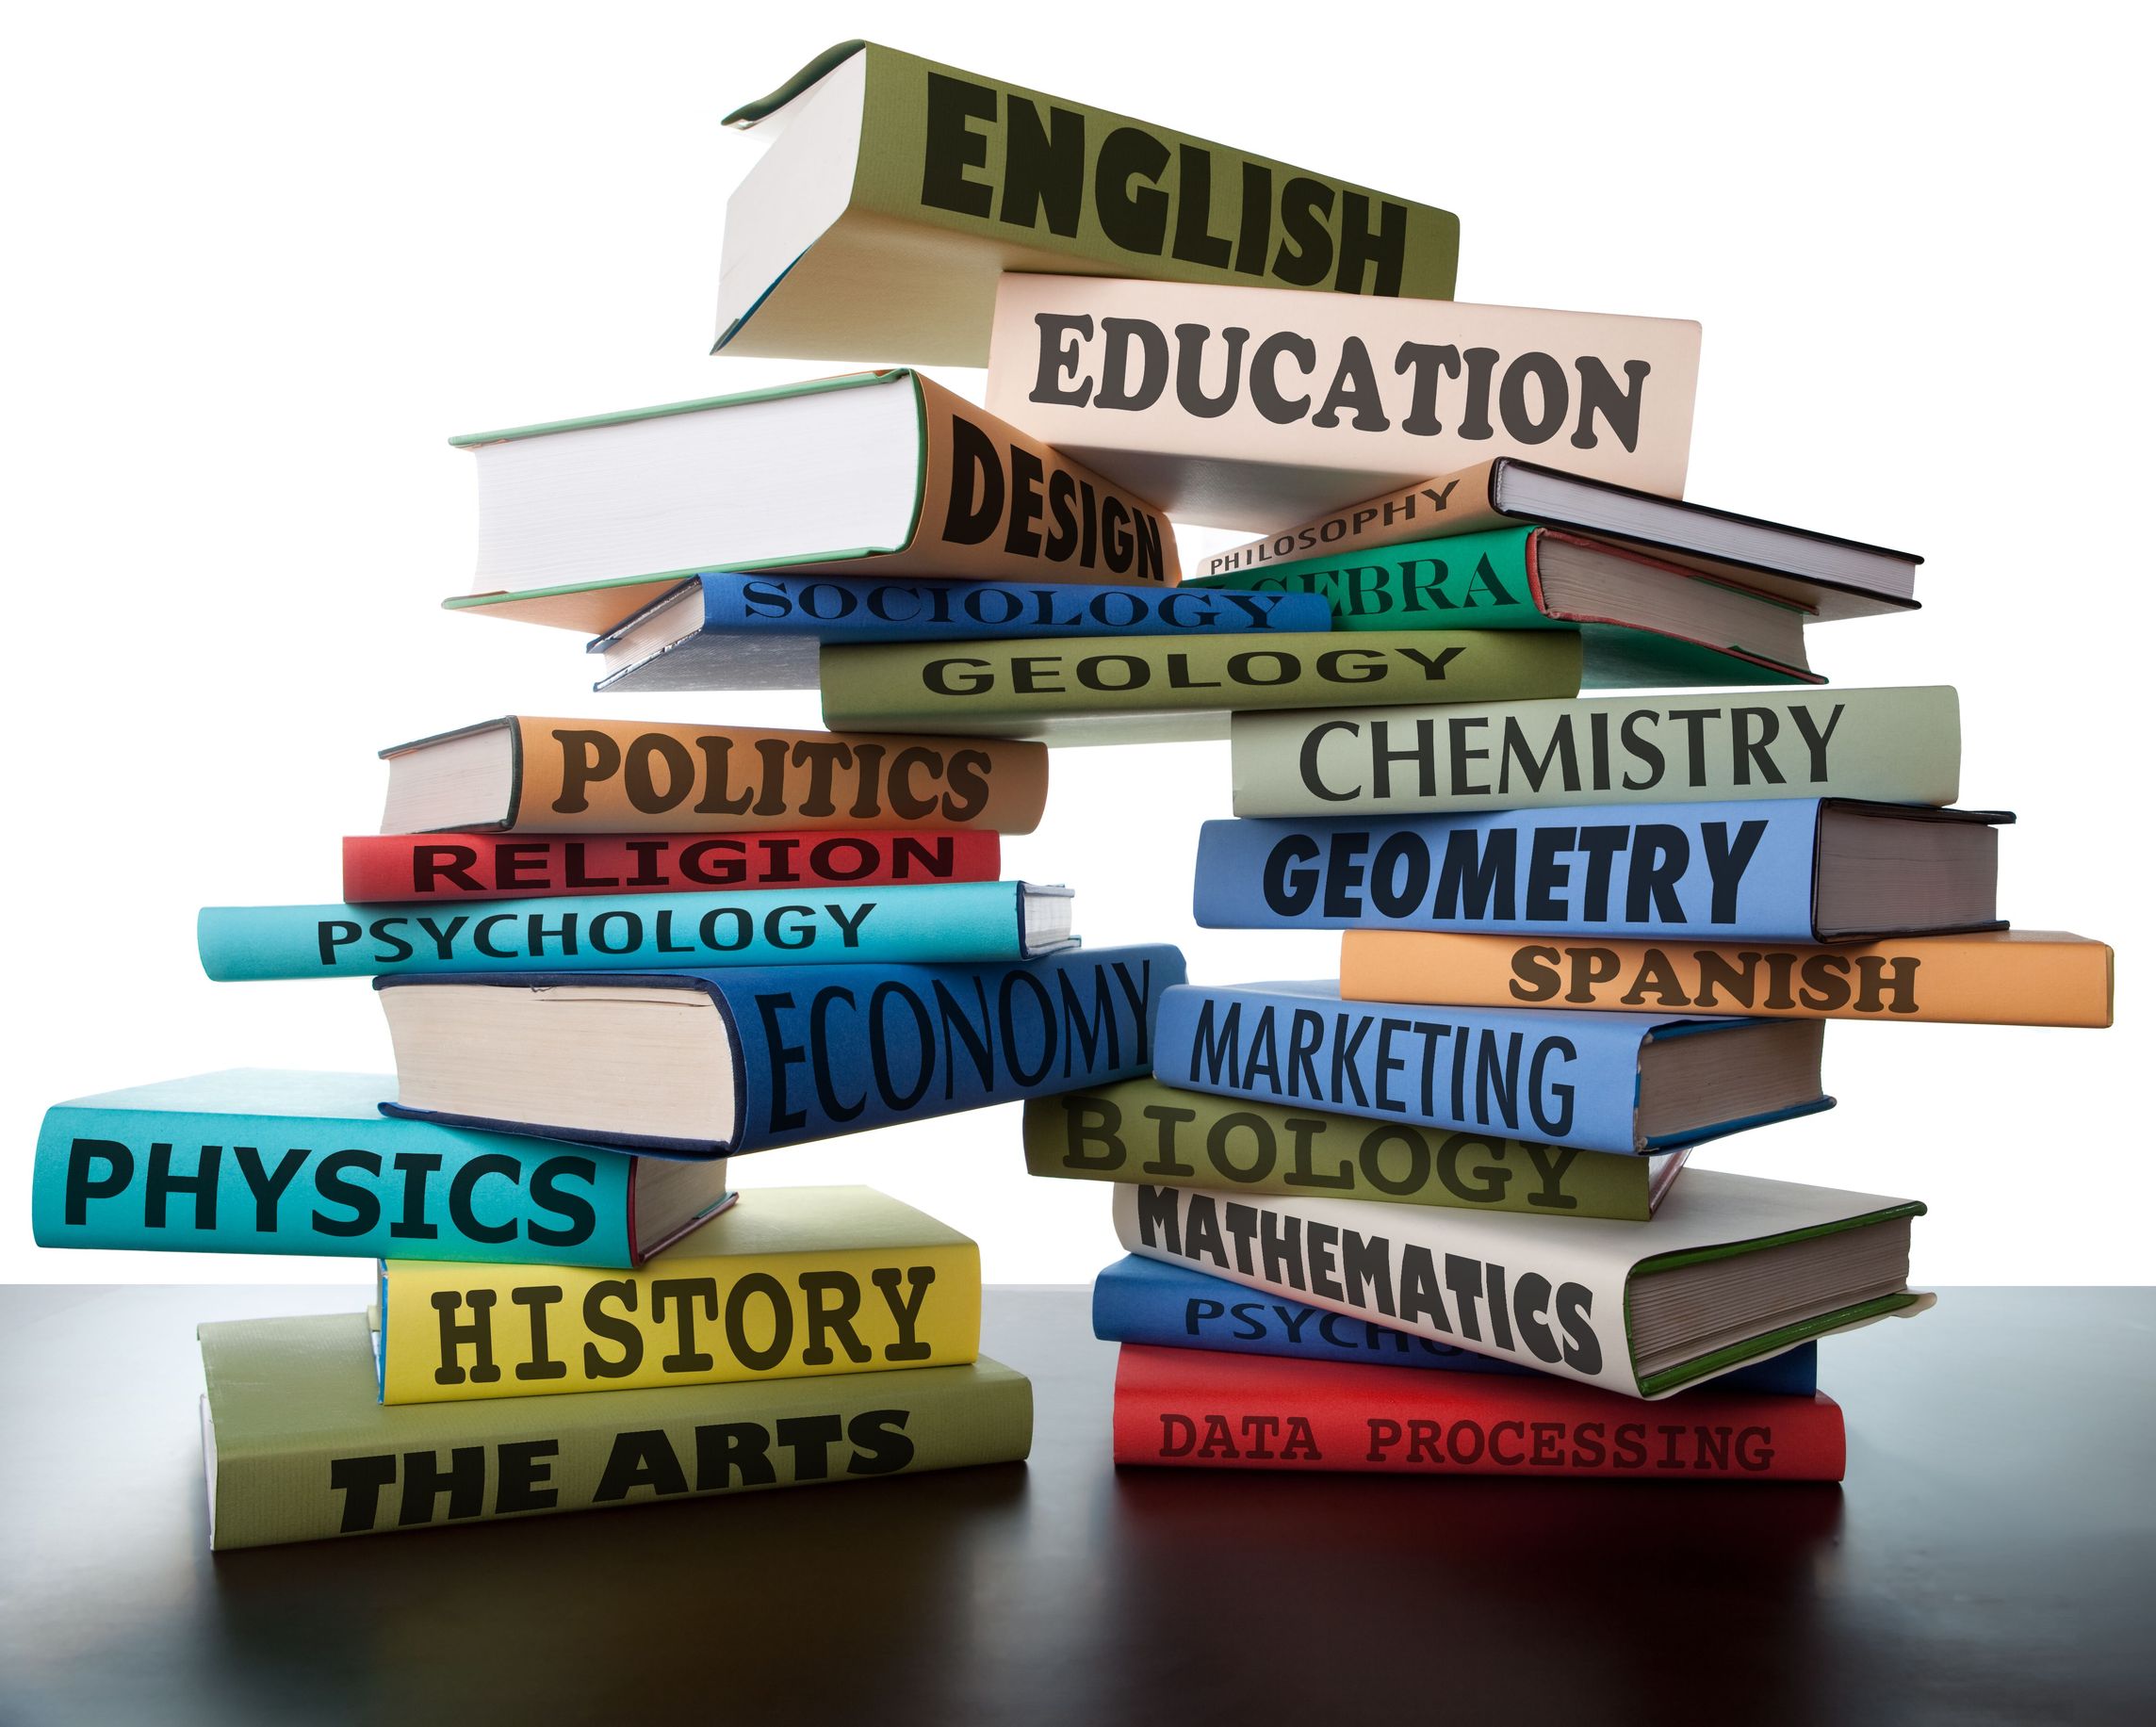 ENGLISH
EDUCATION
DESIGN
PHILOSOPHY
SOCIOLOGY
GEOLOGY
POLITICS
RELIGION
PSYCHOLOGY
ECONOMY
PHYSICS
HISTORY
THE ARTS
CHEMISTRY
GEOMETRY
SPANISH
MARKETING
BIOLOGY
MATHEMATICS
DATA PROCESSING